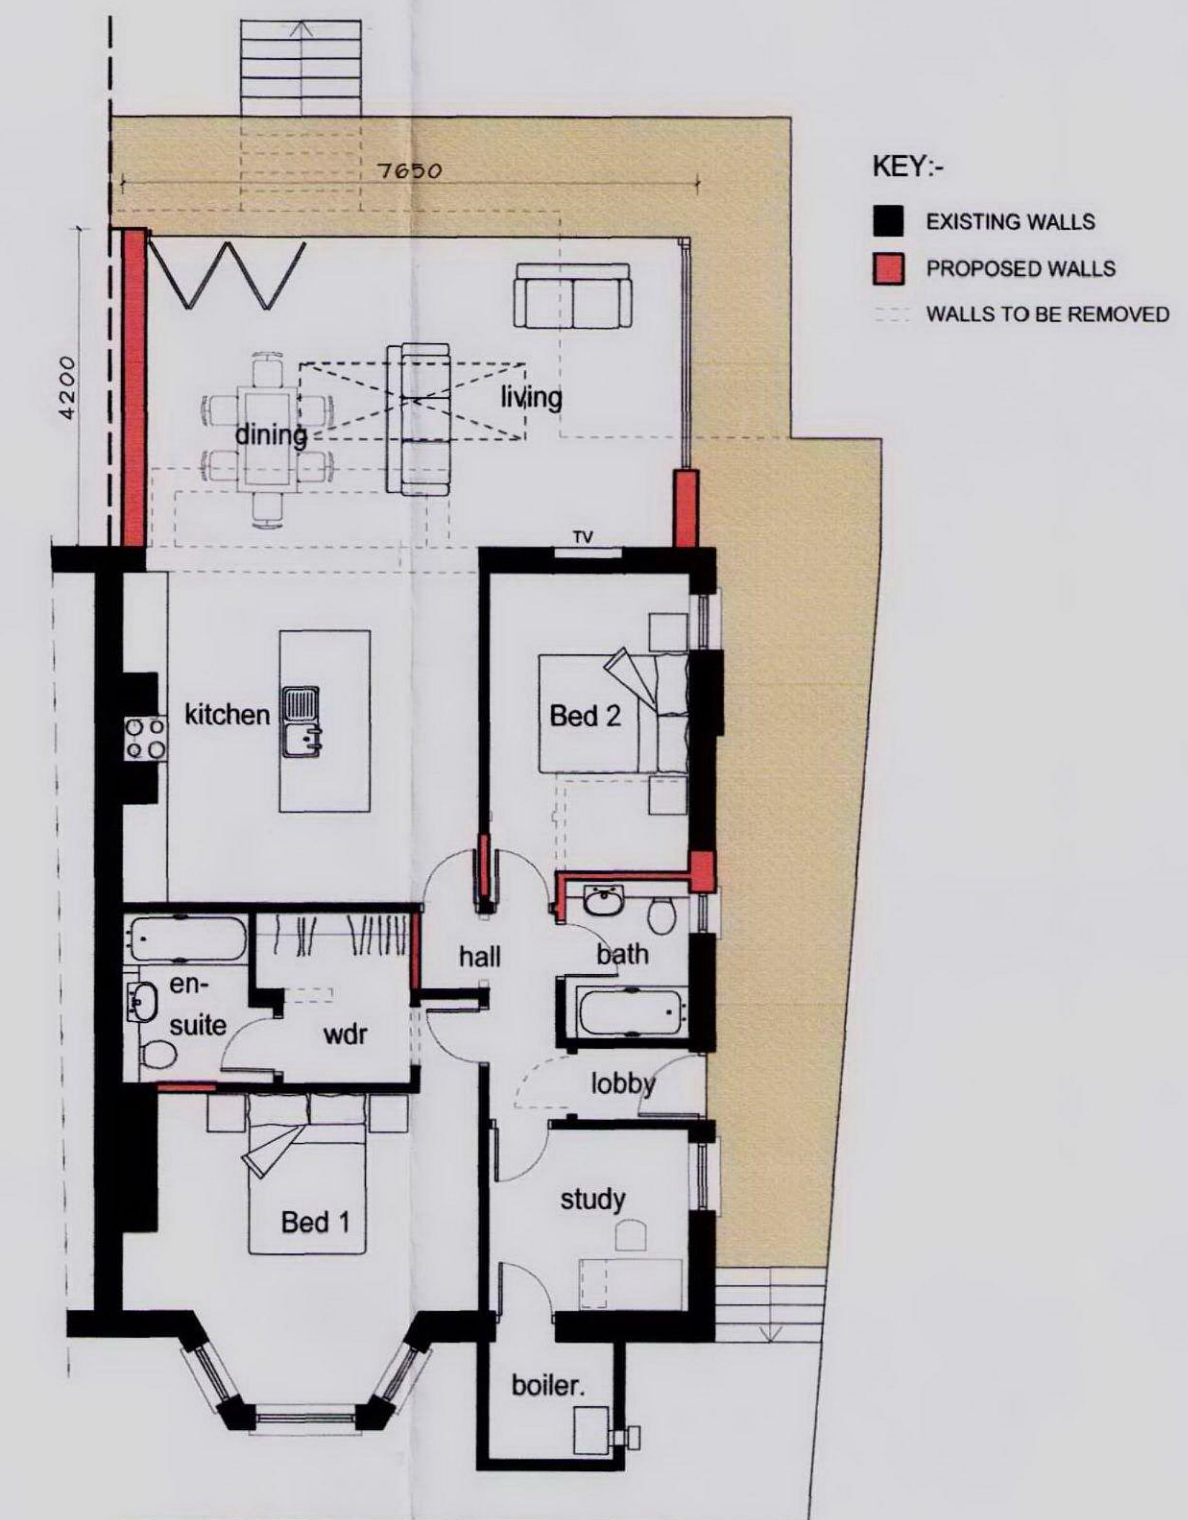 7650
KEY:-
EXISTING WALLS
PROPOSED WALLS
WALLS TO BE REMOVED
4200
living
dining
TV
kitchen
Bed 2
hall
bath
en-
suite
wdr
lobby
study
Bed 1
boiler.